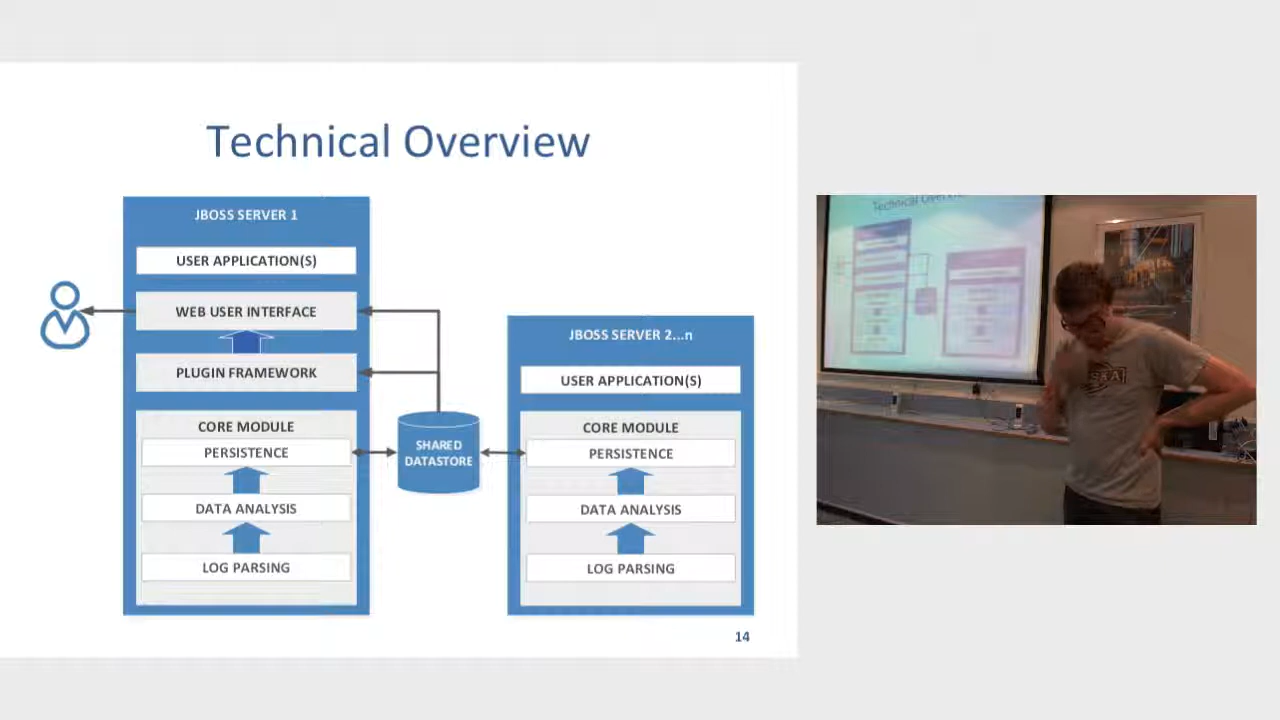 Technical Overview
JBOSS SERVER 1
USER APPLICATION(S)
WEB USER INTERFACE
PLUGIN FRAMEWORK
CORE MODULE
PERSISTENCE
DATA ANALYSIS
LOG PARSING
SHARED
DATASTORE
JBOSS SERVER 2...n
USER APPLICATION(S)
CORE MODULE
PERSISTENCE
DATA ANALYSIS
LOG PARSING
14
Technical